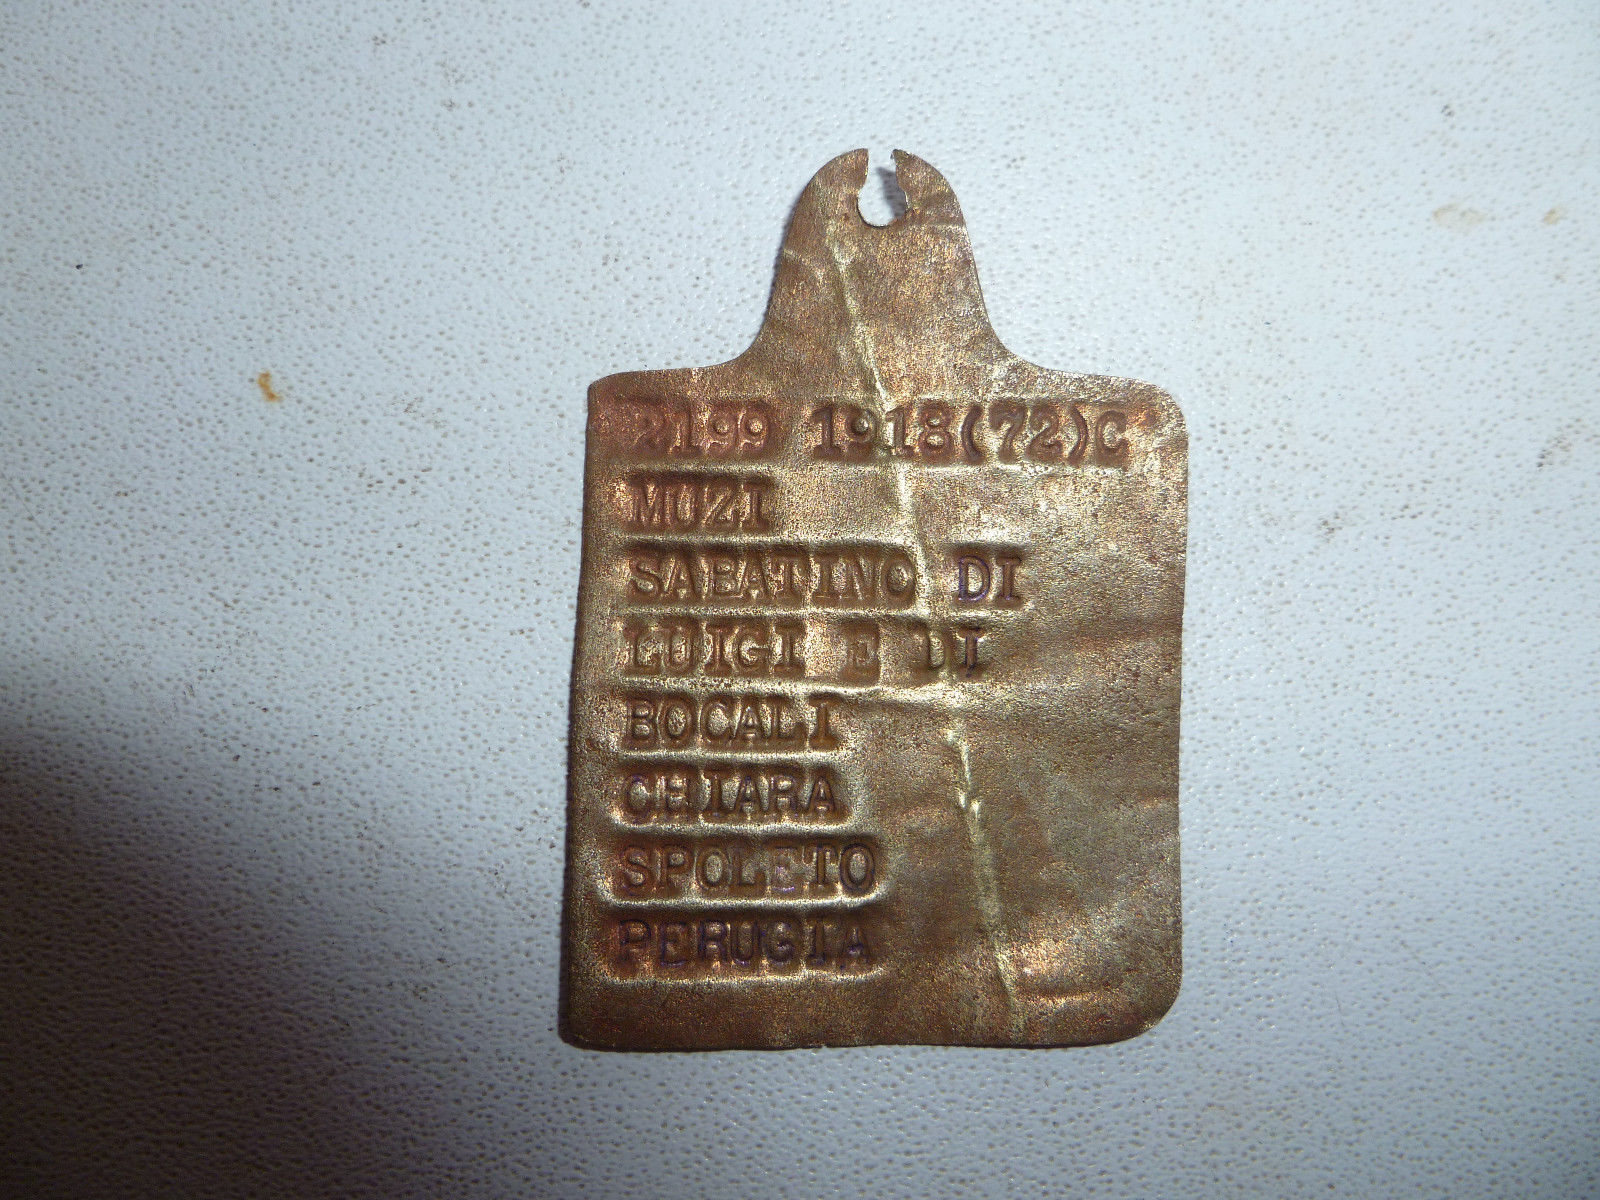 2199 1918(72)C
MUZI
SABATINO DI
LUIGI E DI
BOCALI
CHIARA
SPOLETO
PERUGIA